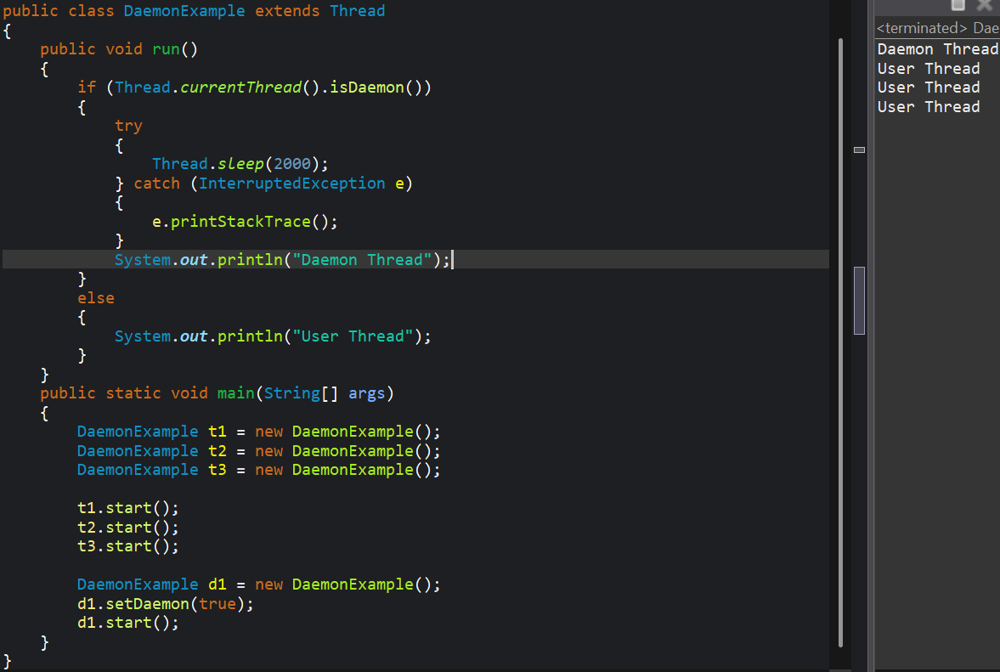 public class DaemonExample extends Thread
{
    public void run()
    {
        if (Thread.currentThread().isDaemon())
        {
            try
            {
                Thread.sleep(2000);
            } catch (InterruptedException e)
            {
                e.printStackTrace();
            }
            System.out.println("Daemon Thread");
        }
        else
        {
            System.out.println("User Thread");
        }
    }
    public static void main(String[] args)
    {
        DaemonExample t1 = new DaemonExample();
        DaemonExample t2 = new DaemonExample();
        DaemonExample t3 = new DaemonExample();

        t1.start();
        t2.start();
        t3.start();

        DaemonExample d1 = new DaemonExample();
        d1.setDaemon(true);
        d1.start();
    }
}
<terminated> Dae
Daemon Thread
User Thread
User Thread
User Thread